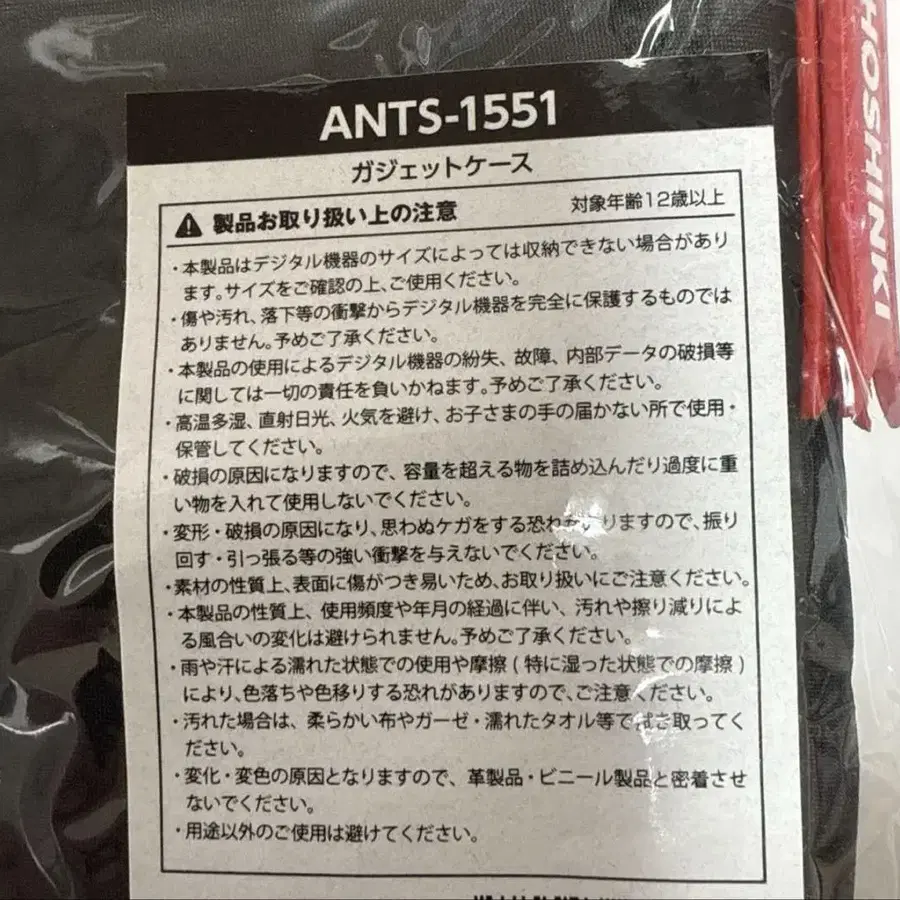 ANTS-1551
ガジェットケース
製品お取り扱い上の注意 対象年齢12歳以上
・本製品はデジタル機器のサイズによっては収納できない場合があり
ます。サイズをご確認の上、ご使用ください。
・傷や汚れ、落下等の衝撃からデジタル機器を完全に保護するものでは
ありません。予めご了承ください。
・本製品の使用によるデジタル機器の紛失、故障、内部データの破損等
に関しては一切の責任を負いかねます。予めご了承ください。
・高温多湿、直射日光、火気を避け、お子さまの手の届かない所で使用・
保管してください。
・破損の原因になりますので、容量を超える物を詰め込んだり過度に重
い物を入れて使用しないでください。
・変形・破損の原因になり、思わぬケガをする恐れがありますので、振り
回す・引っ張る等の強い衝撃を与えないでください。
・素材の性質上、表面に傷がつき易いため、お取り扱いにご注意ください。
・本製品の性質上、使用頻度や年月の経過に伴い、汚れや擦り減りによ
る風合いの変化は避けられません。予めご了承ください。
・雨や汗による濡れた状態での使用や摩擦(特に湿った状態での摩擦)
により、色落ちや色移りする恐れがありますので、ご注意ください。
・汚れた場合は、柔らかい布やガーゼ・濡れたタオル等で拭き取ってく
ださい。
・変化・変色の原因となりますので、革製品・ビニール製品と密着させ
ないでください。
・用途以外のご使用は避けてください。
HOSHINKI